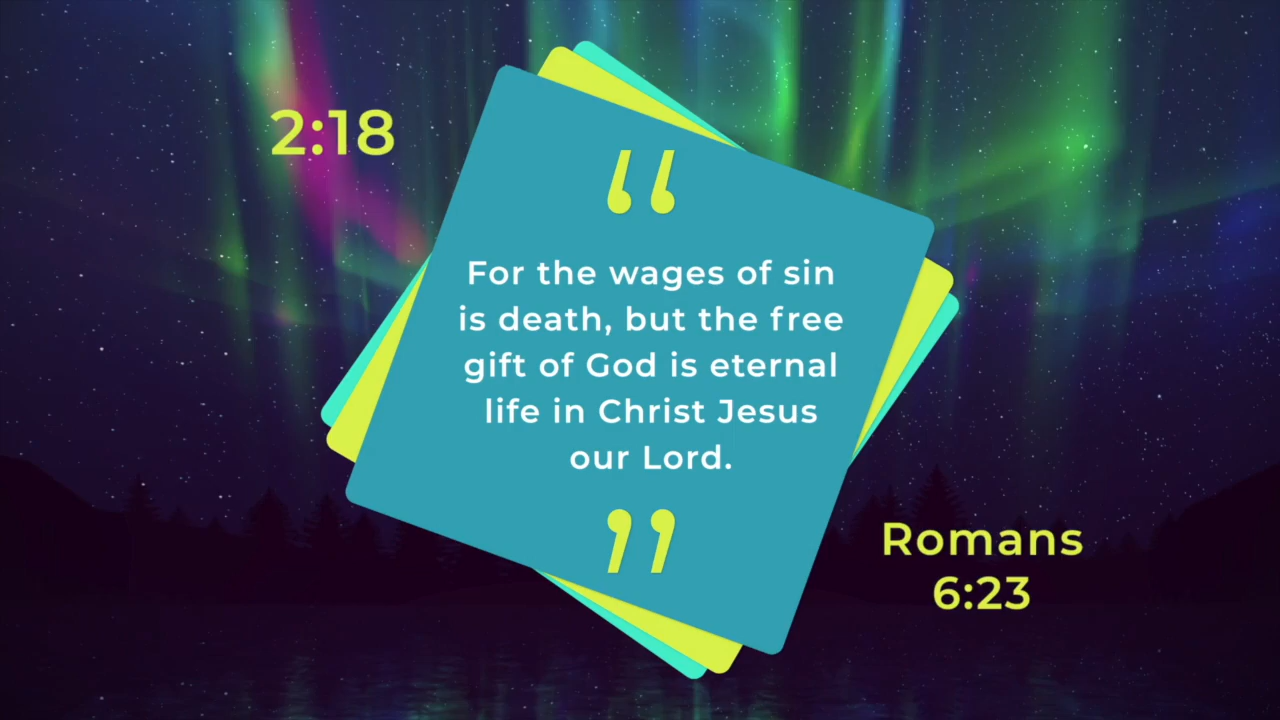 2:18
“
For the wages of sin
is death, but the free
gift of God is eternal
life in Christ Jesus
our Lord.
”
Romans
6:23